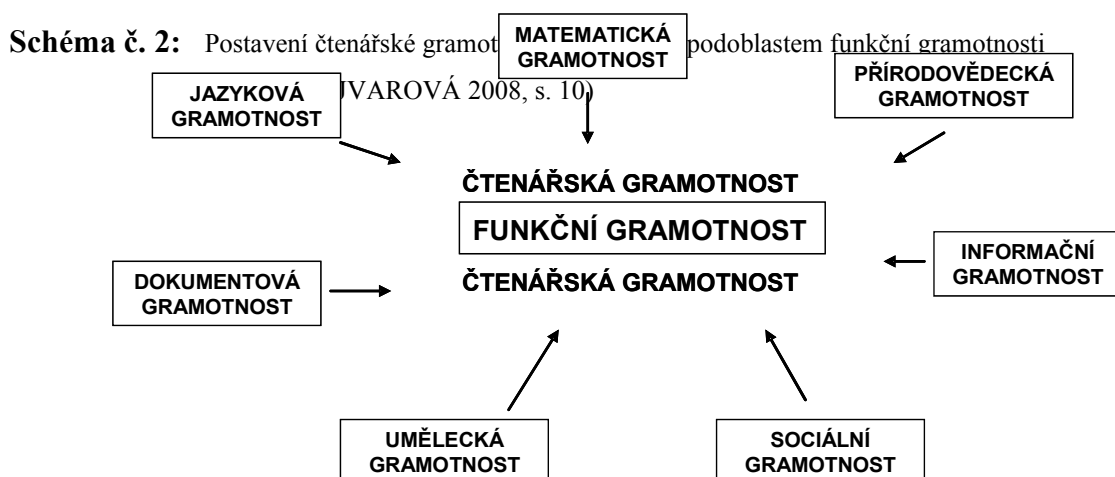 Schéma č. 2: Postavení čtenářské gramot podoblastem funkční gramotnosti
MATEMATICKÁ
GRAMOTNOST
JVAROVÁ 2008, s. 10)
JAZYKOVÁ
GRAMOTNOST
PŘÍRODOVĚDECKÁ
GRAMOTNOST
ČTENÁŘSKÁ GRAMOTNOST
FUNKČNÍ GRAMOTNOST
ČTENÁŘSKÁ GRAMOTNOST
DOKUMENTOVÁ
GRAMOTNOST
INFORMAČNÍ
GRAMOTNOST
UMĚLECKÁ
GRAMOTNOST
SOCIÁLNÍ
GRAMOTNOST